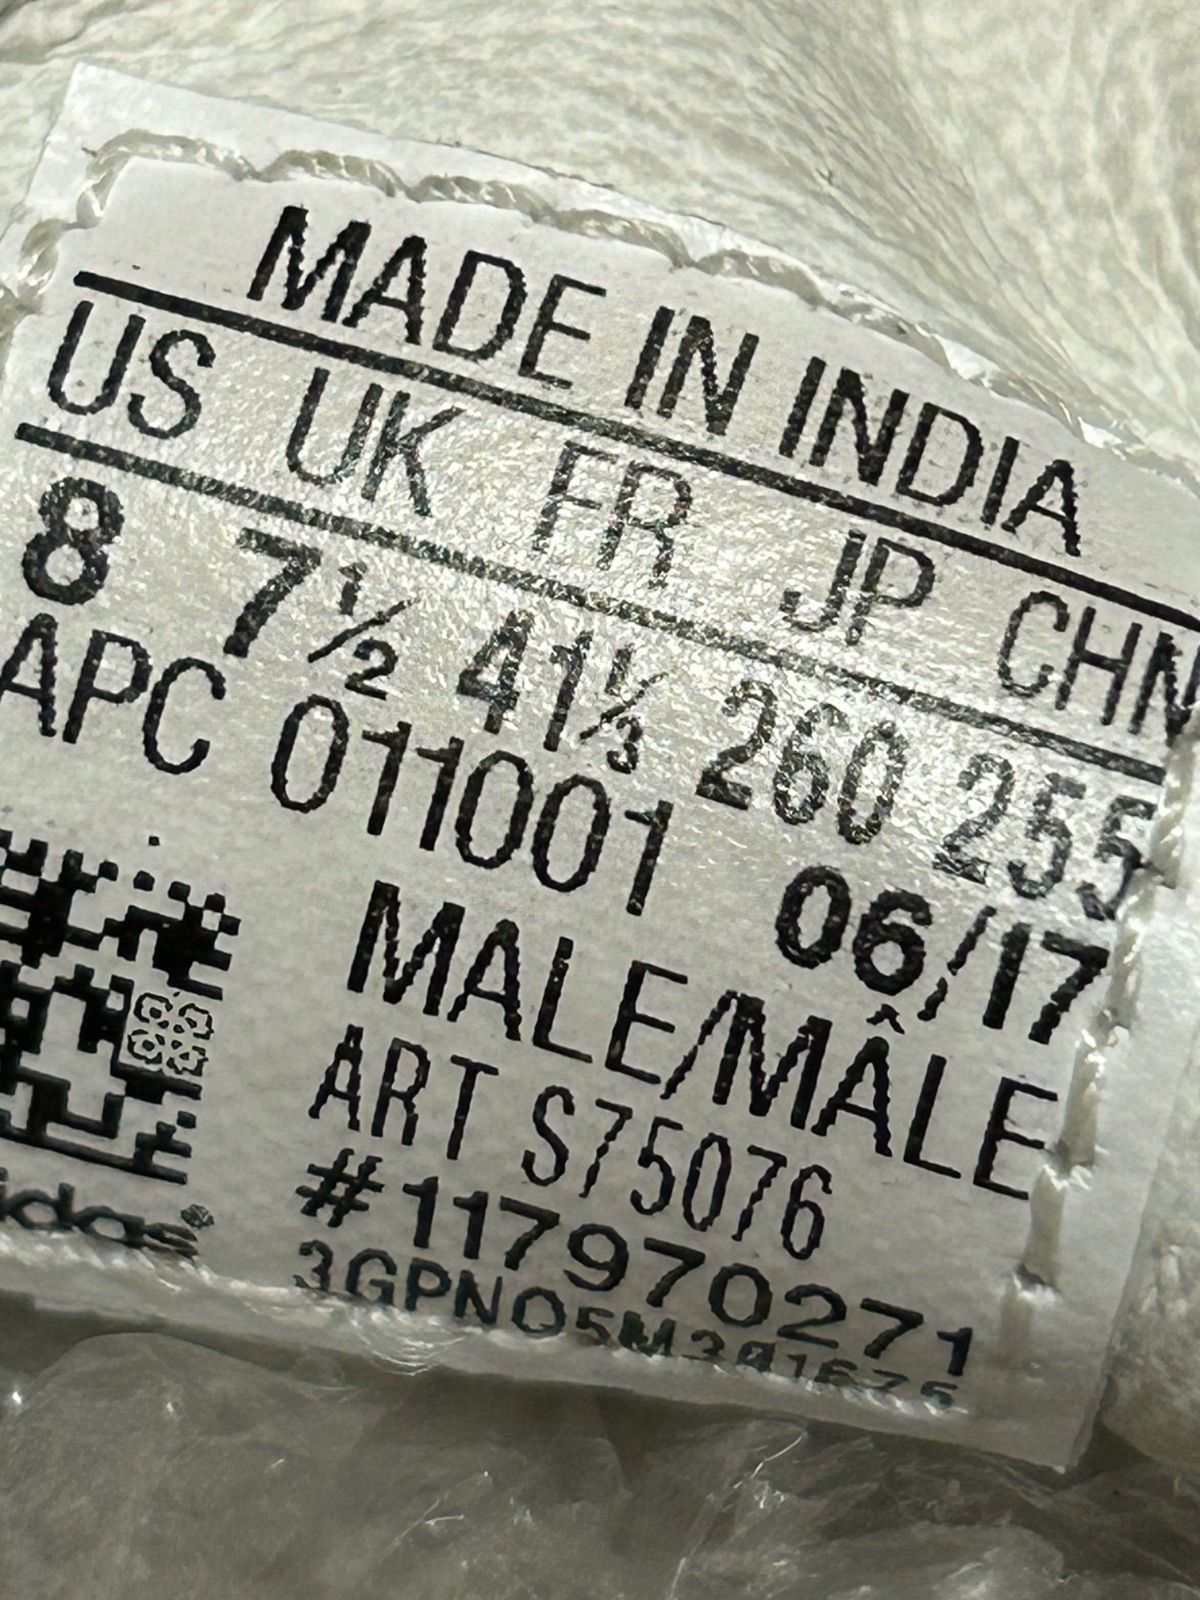 MADE IN INDIA
US UK FR JP CHN
8 7½ 41⅓ 260 255
APC 011001 06/17
MALE/MÂLE
ART S75076
#117970271